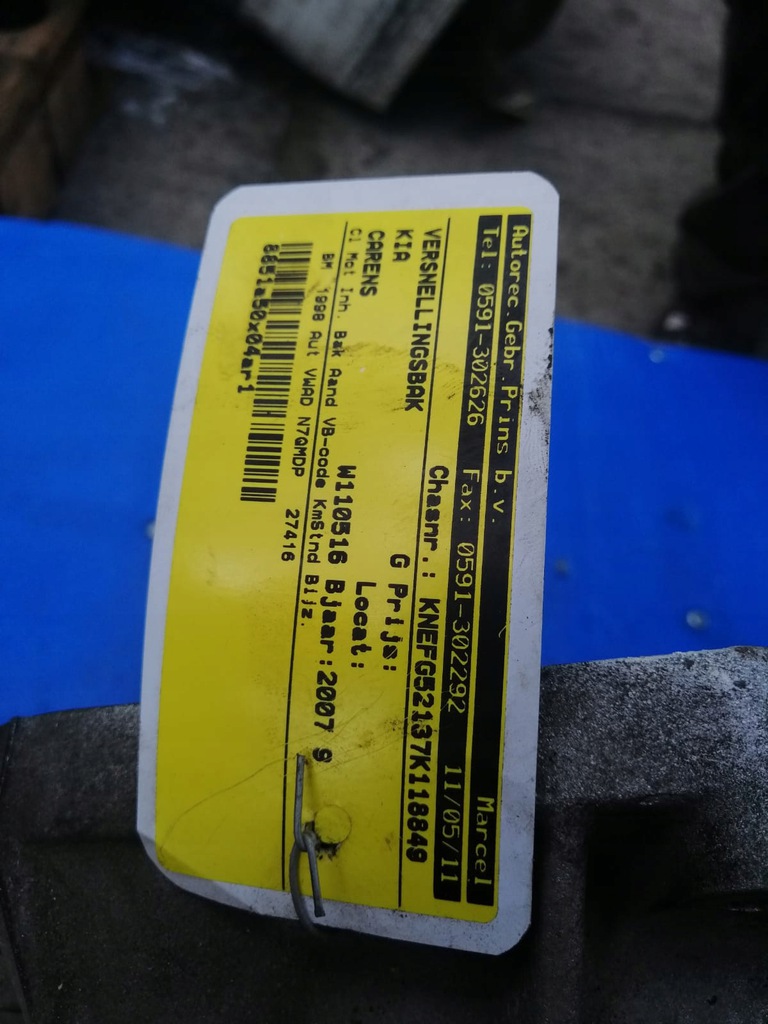 Autorec.Gebr.Prins b.v. Marcel
Tel: 0591-302626 Fax: 0591-302292 11/05/11
VERSNELLINGSBAK Chasnr.: KNEFG52137K118849
KIA G Prijs:
CARENS Locat:
W110516 Bjaar:2007 9
Cl Mot Inh. Bak Aand VB-code KmStnd Bijz.
BM 1998 Aut VWAD N7QMDP 27416
6651a50x04ar1